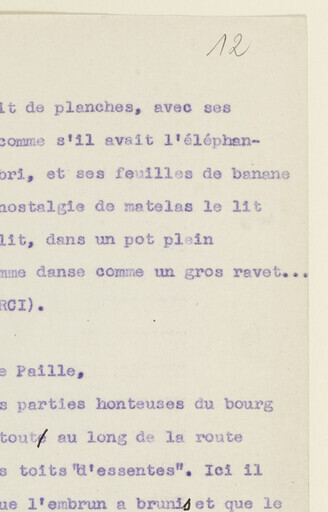 12
it de planches, avec ses
comme s'il avait l'éléphan-
bri, et ses feuilles de banane
nostalgie de matelas le lit
lit, dans un pot plein
mme danse comme un gros ravet...
RCI).
e Paille,
s parties honteuses du bourg
tout au long de la route
s toits "d'essentes". Ici il
ue l'embrun a brunis et que le